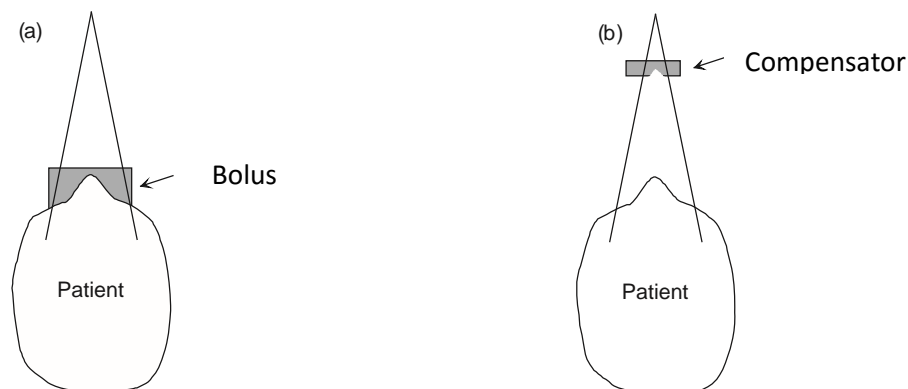 (a)
Bolus
Patient
(b)
Compensator
Patient